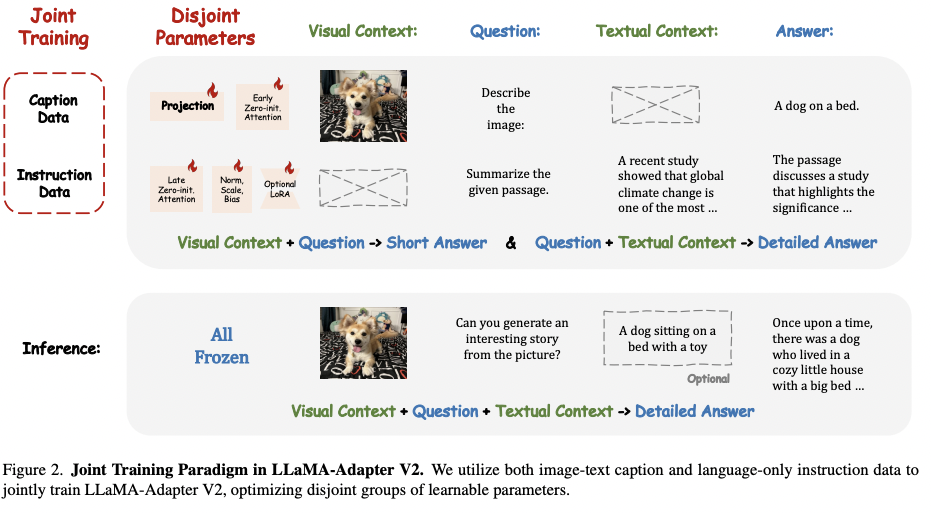 Joint
Training
Disjoint
Parameters
Visual Context:
Question:
Textual Context:
Answer:
Caption
Data
Projection
Early
Zero-init.
Attention
Describe
the
image:
A dog on a bed.
Instruction
Data
Late
Zero-init.
Attention
Norm,
Scale,
Bias
Optional
LoRA
Summarize the
given passage.
A recent study
showed that global
climate change is
one of the most ...
The passage
discusses a study
that highlights the
significance ...
Visual Context + Question -> Short Answer & Question + Textual Context -> Detailed Answer
Inference:
All
Frozen
Can you generate an
interesting story
from the picture?
A dog sitting on a
bed with a toy
Optional
Once upon a time,
there was a dog
who lived in a
cozy little house
with a big bed ...
Visual Context + Question + Textual Context -> Detailed Answer
Figure 2. Joint Training Paradigm in LLaMA-Adapter V2. We utilize both image-text caption and language-only instruction data to
jointly train LLaMA-Adapter V2, optimizing disjoint groups of learnable parameters.